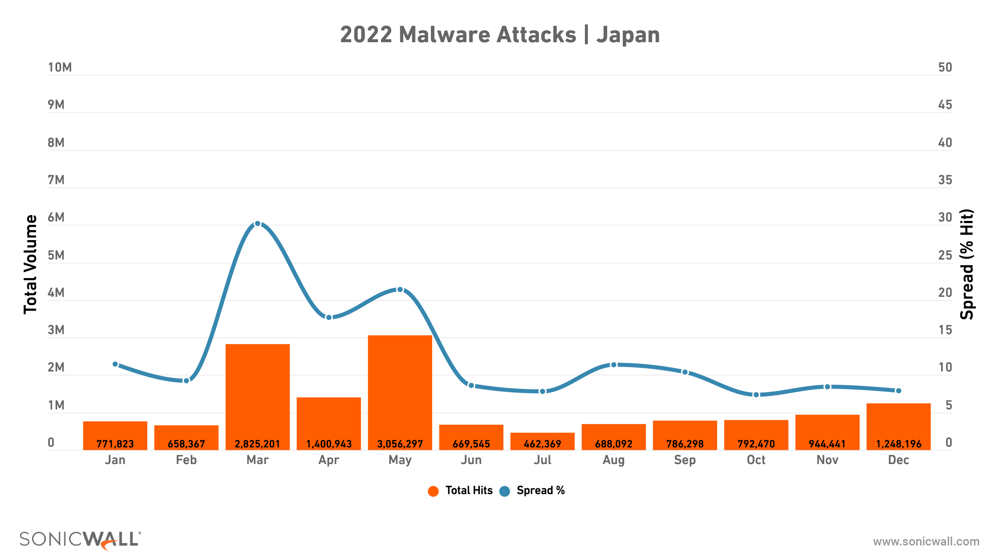 2022 Malware Attacks | Japan
10M
50
9M
45
8M
40
7M
35
6M
30
5M
25
4M
20
3M
15
2M
10
1M
5
0
0
Total Volume
Spread (% Hit)
771,823
658,367
2,825,201
1,400,943
3,056,297
669,545
462,369
688,092
786,298
792,470
944,441
1,248,196
Jan
Feb
Mar
Apr
May
Jun
Jul
Aug
Sep
Oct
Nov
Dec
Total Hits
Spread %
SONICWALL®
www.sonicwall.com